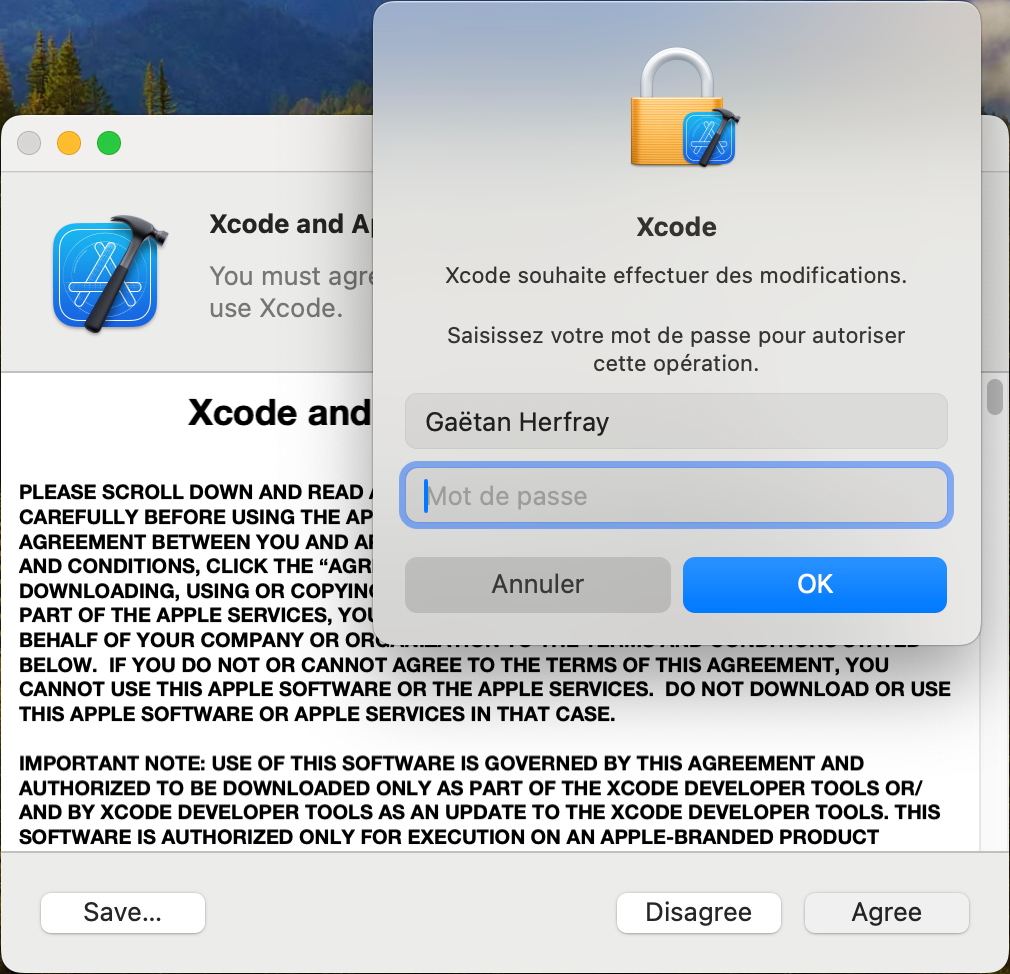 Xcode
Xcode souhaite effectuer des modifications.
Saisissez votre mot de passe pour autoriser
cette opération.
Gaëtan Herfray
Mot de passe
Annuler
OK
Xcode and
You must agre
use Xcode.
Xcode and
PLEASE SCROLL DOWN AND READ
CAREFULLY BEFORE USING THE AP
AGREEMENT BETWEEN YOU AND AP
AND CONDITIONS, CLICK THE “AGR
DOWNLOADING, USING OR COPYING
PART OF THE APPLE SERVICES, YOU
BEHALF OF YOUR COMPANY OR ORGANIZATION TO THE TERMS AND CONDITIONS STATED
BELOW.  IF YOU DO NOT OR CANNOT AGREE TO THE TERMS OF THIS AGREEMENT, YOU
CANNOT USE THIS APPLE SOFTWARE OR THE APPLE SERVICES.  DO NOT DOWNLOAD OR USE
THIS APPLE SOFTWARE OR APPLE SERVICES IN THAT CASE.
IMPORTANT NOTE: USE OF THIS SOFTWARE IS GOVERNED BY THIS AGREEMENT AND
AUTHORIZED TO BE DOWNLOADED ONLY AS PART OF THE XCODE DEVELOPER TOOLS OR/
AND BY XCODE DEVELOPER TOOLS AS AN UPDATE TO THE XCODE DEVELOPER TOOLS. THIS
SOFTWARE IS AUTHORIZED ONLY FOR EXECUTION ON AN APPLE-BRANDED PRODUCT
Save...
Disagree
Agree